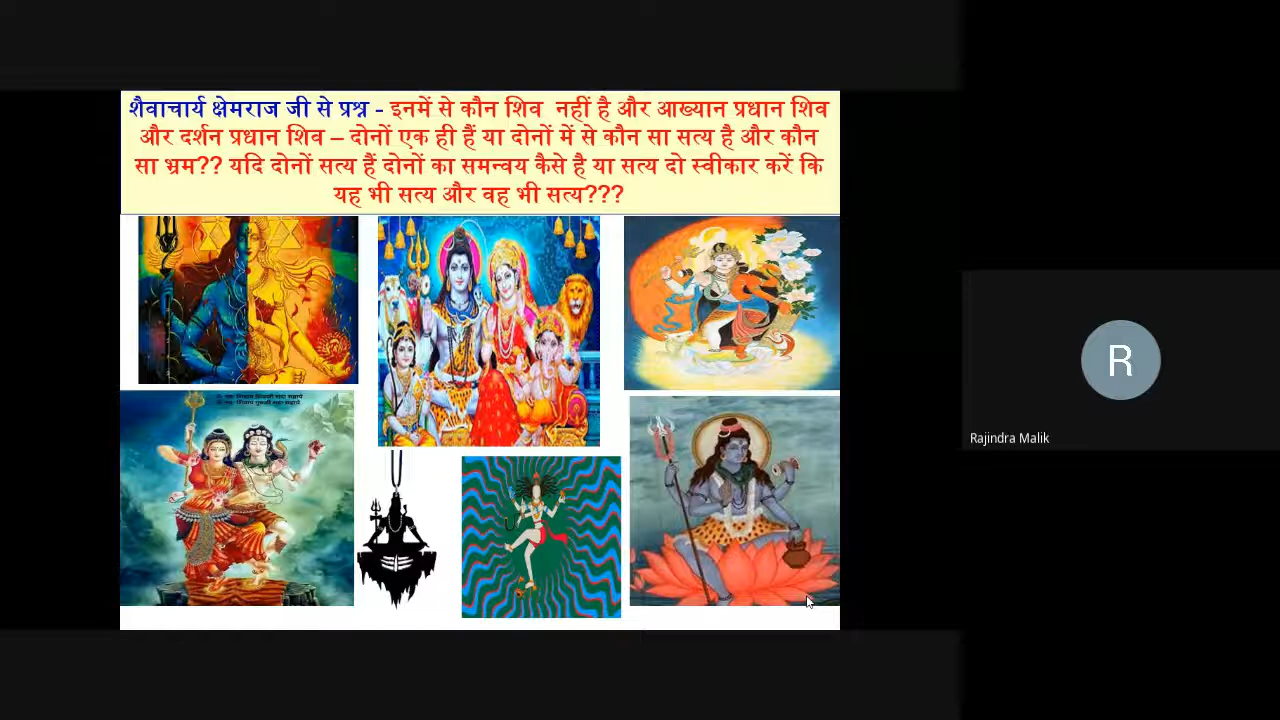 शैवाचार्य क्षेमराज जी से प्रश्न - इनमें से कौन शिव नहीं है और आख्यान प्रधान शिव
और दर्शन प्रधान शिव – दोनों एक ही हैं या दोनों में से कौन सा सत्य है और कौन
सा भ्रम?? यदि दोनों सत्य हैं दोनों का समन्वय कैसे है या सत्य दो स्वीकार करें कि
यह भी सत्य और वह भी सत्य???
R
Rajindra Malik